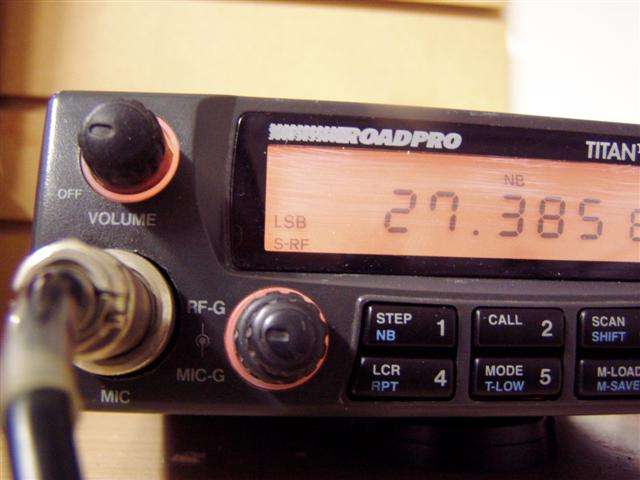 ROADPRO
TITAN
OFF
VOLUME
NB
LSB
27.385
S-RF
RF-G
MIC-G
MIC
STEP 1
NB
CALL 2
SCAN
SHIFT
LCR 4
RPT
MODE 5
T-LOW
M-LOAD
M-SAVE